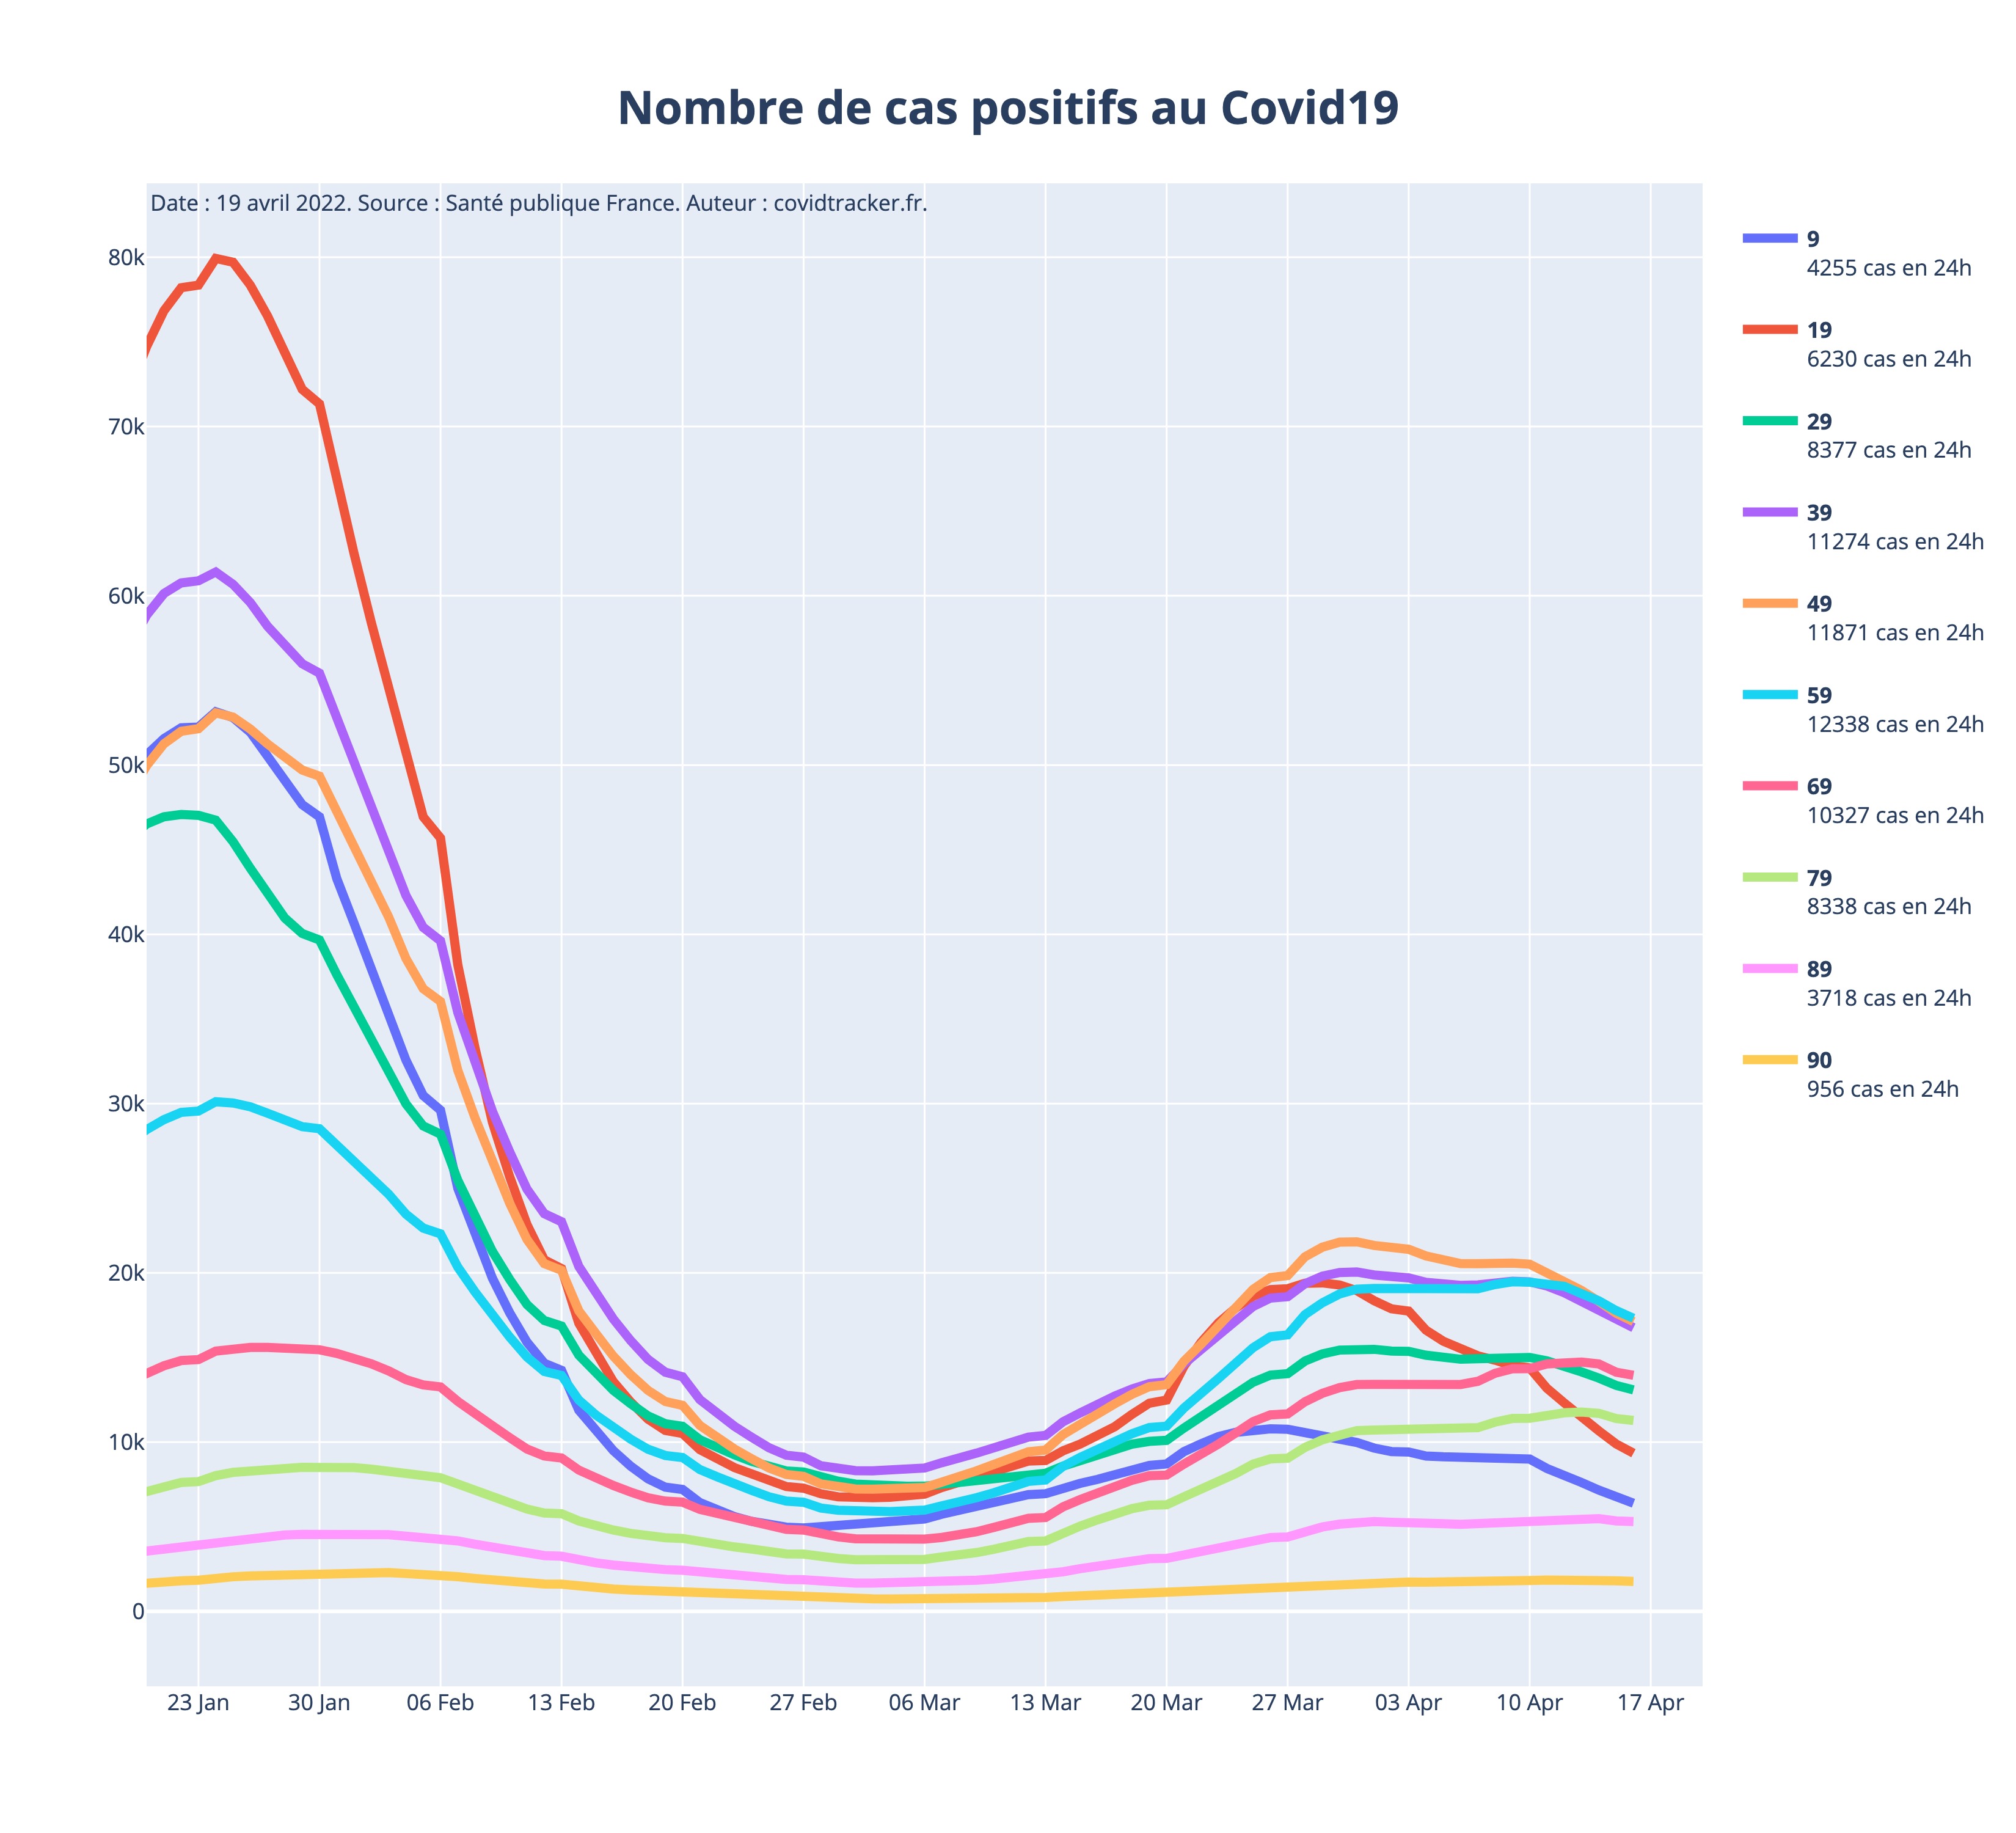 Nombre de cas positifs au Covid19
Date : 19 avril 2022. Source : Santé publique France. Auteur : covidtracker.fr.
80k
70k
60k
50k
40k
30k
20k
10k
0
23 Jan
30 Jan
06 Feb
13 Feb
20 Feb
27 Feb
06 Mar
13 Mar
20 Mar
27 Mar
03 Apr
10 Apr
17 Apr
9
4255 cas en 24h
19
6230 cas en 24h
29
8377 cas en 24h
39
11274 cas en 24h
49
11871 cas en 24h
59
12338 cas en 24h
69
10327 cas en 24h
79
8338 cas en 24h
89
3718 cas en 24h
90
956 cas en 24h